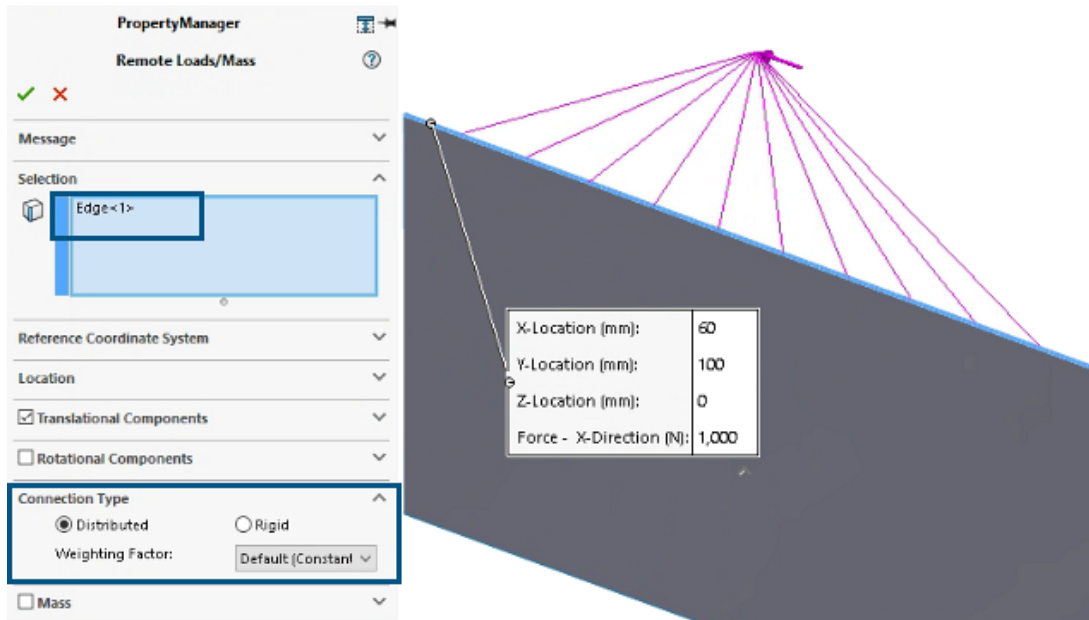 PropertyManager
Remote Loads/Mass
Message
Selection
Edge<1>
Reference Coordinate System
Location
Translational Components
Rotational Components
Connection Type
Distributed Rigid
Weighting Factor: Default (Constant
Mass
X-Location (mm): 60
Y-Location (mm): 100
Z-Location (mm): 0
Force - X-Direction (N): 1,000